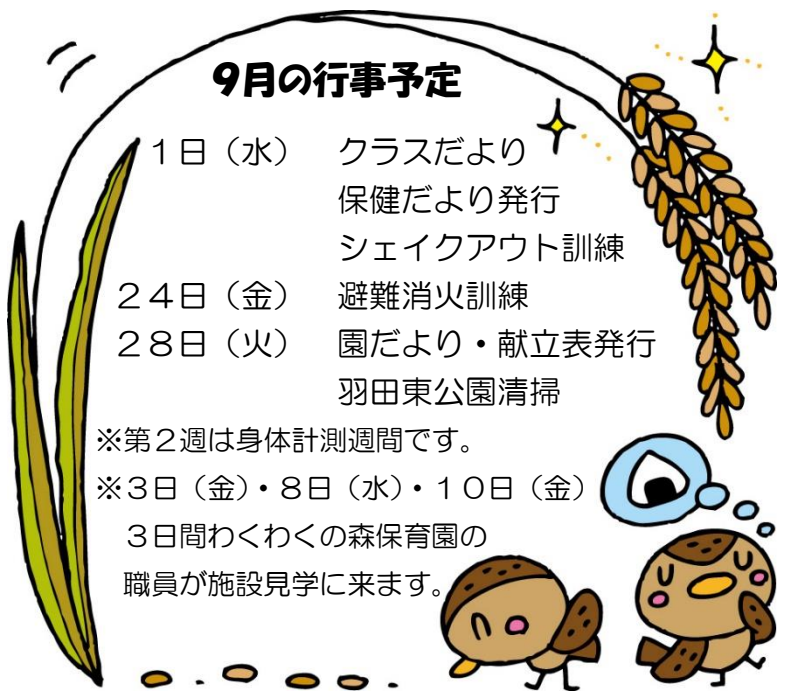 9月の行事予定
１日（水）　クラスだより
保健だより発行
シェイクアウト訓練
２４日（金）　避難消火訓練
２８日（火）　園だより・献立表発行
羽田東公園清掃
※第２週は身体計測週間です。
※３日（金）・８日（水）・１０日（金）
３日間わくわくの森保育園の
職員が施設見学に来ます。